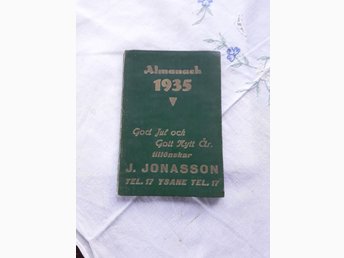 Almanach
1935
God Jul och
Gott Nytt År.
tillönskar
J. JONASSON
TEL. 17 YSANE TEL. 17